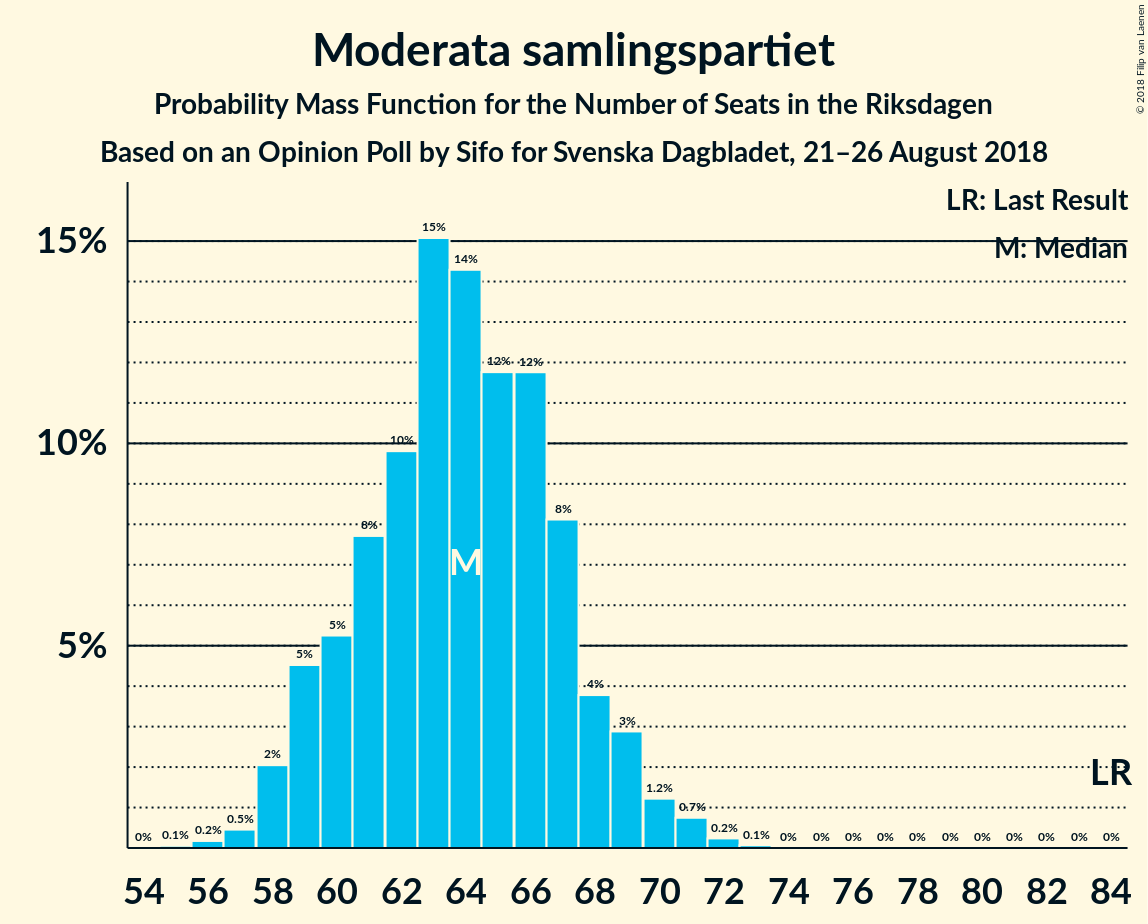 Moderata samlingspartiet
Probability Mass Function for the Number of Seats in the Riksdagen
Based on an Opinion Poll by Sifo for Svenska Dagbladet, 21–26 August 2018
© 2018 Filip van Laenen
LR: Last Result
M: Median
15%
10%
5%
0% 0.1% 0.2% 0.5% 2% 5% 5% 8% 10% 15% 14% 12% 12% 8% 4% 3% 1.2% 0.7% 0.2% 0.1% 0% 0% 0% 0% 0% 0% 0% 0% 0% 0% 0%
M
LR
54 56 58 60 62 64 66 68 70 72 74 76 78 80 82 84